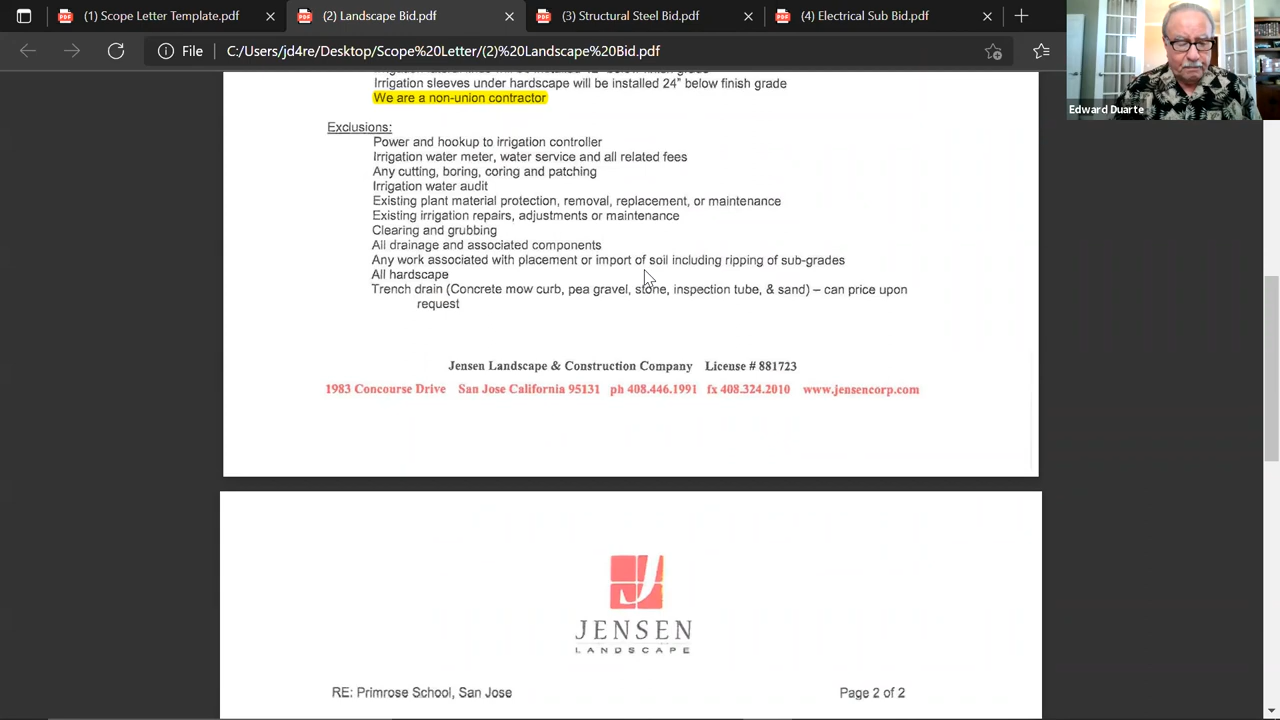 (1) Scope Letter Template.pdf
(2) Landscape Bid.pdf
(3) Structural Steel Bid.pdf
(4) Electrical Sub Bid.pdf
File
C:/Users/jd4re/Desktop/Scope%20Letter/(2)%20Landscape%20Bid.pdf
Edward Duarte
Irrigation sleeves under hardscape will be installed 24" below finish grade
We are a non-union contractor
Exclusions:
Power and hookup to irrigation controller
Irrigation water meter, water service and all related fees
Any cutting, boring, coring and patching
Irrigation water audit
Existing plant material protection, removal, replacement, or maintenance
Existing irrigation repairs, adjustments or maintenance
Clearing and grubbing
All drainage and associated components
Any work associated with placement or import of soil including ripping of sub-grades
All hardscape
Trench drain (Concrete mow curb, pea gravel, stone, inspection tube, & sand) – can price upon
request
Jensen Landscape & Construction Company License # 881723
1983 Concourse Drive San Jose California 95131 ph 408.446.1991 fx 408.324.2010 www.jensencorp.com
JENSEN
LANDSCAPE
RE: Primrose School, San Jose
Page 2 of 2